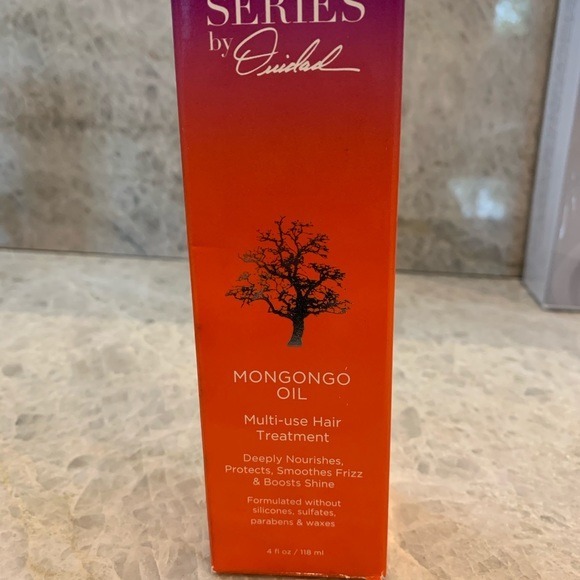 SERIES
by Ouidad
MONGONGO
OIL
Multi-use Hair
Treatment
Deeply Nourishes,
Protects, Smoothes Frizz
& Boosts Shine
Formulated without
silicones, sulfates,
parabens & waxes
4 fl oz / 118 ml